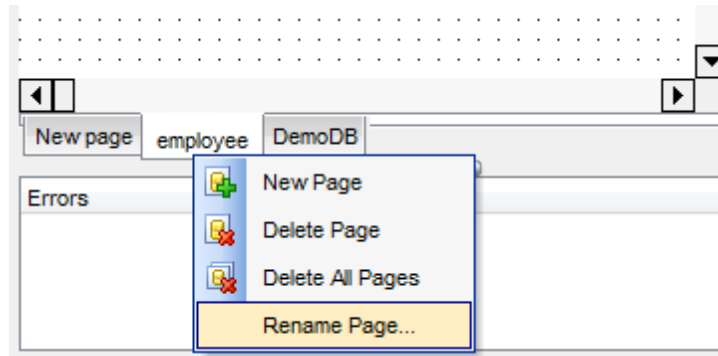 New page employee DemoDB
Errors
New Page
Delete Page
Delete All Pages
Rename Page...